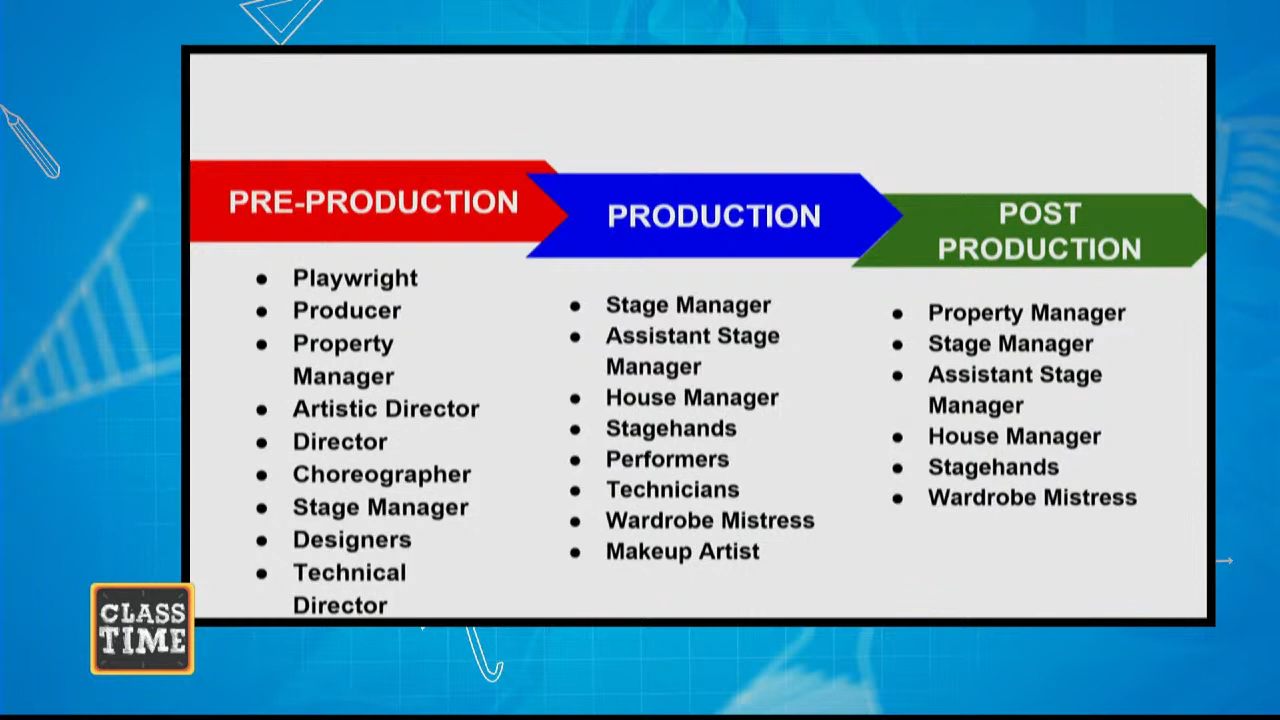 PRE-PRODUCTION
● Playwright
● Producer
● Property
Manager
● Artistic Director
● Director
● Choreographer
● Stage Manager
● Designers
● Technical
Director
PRODUCTION
● Stage Manager
● Assistant Stage
Manager
● House Manager
● Stagehands
● Performers
● Technicians
● Wardrobe Mistress
● Makeup Artist
POST
PRODUCTION
● Property Manager
● Stage Manager
● Assistant Stage
Manager
● House Manager
● Stagehands
● Wardrobe Mistress
CLASS
TIME